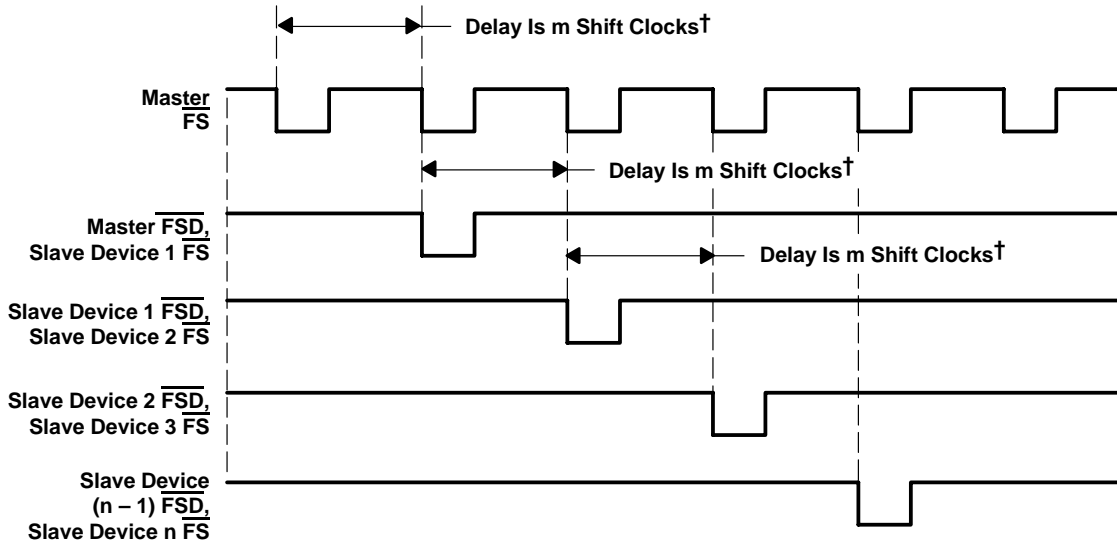 Delay Is m Shift Clocks†
Master
FS
Delay Is m Shift Clocks†
Master FSD,
Slave Device 1 FS
Delay Is m Shift Clocks†
Slave Device 1 FSD,
Slave Device 2 FS
Slave Device 2 FSD,
Slave Device 3 FS
Slave Device
(n – 1) FSD,
Slave Device n FS